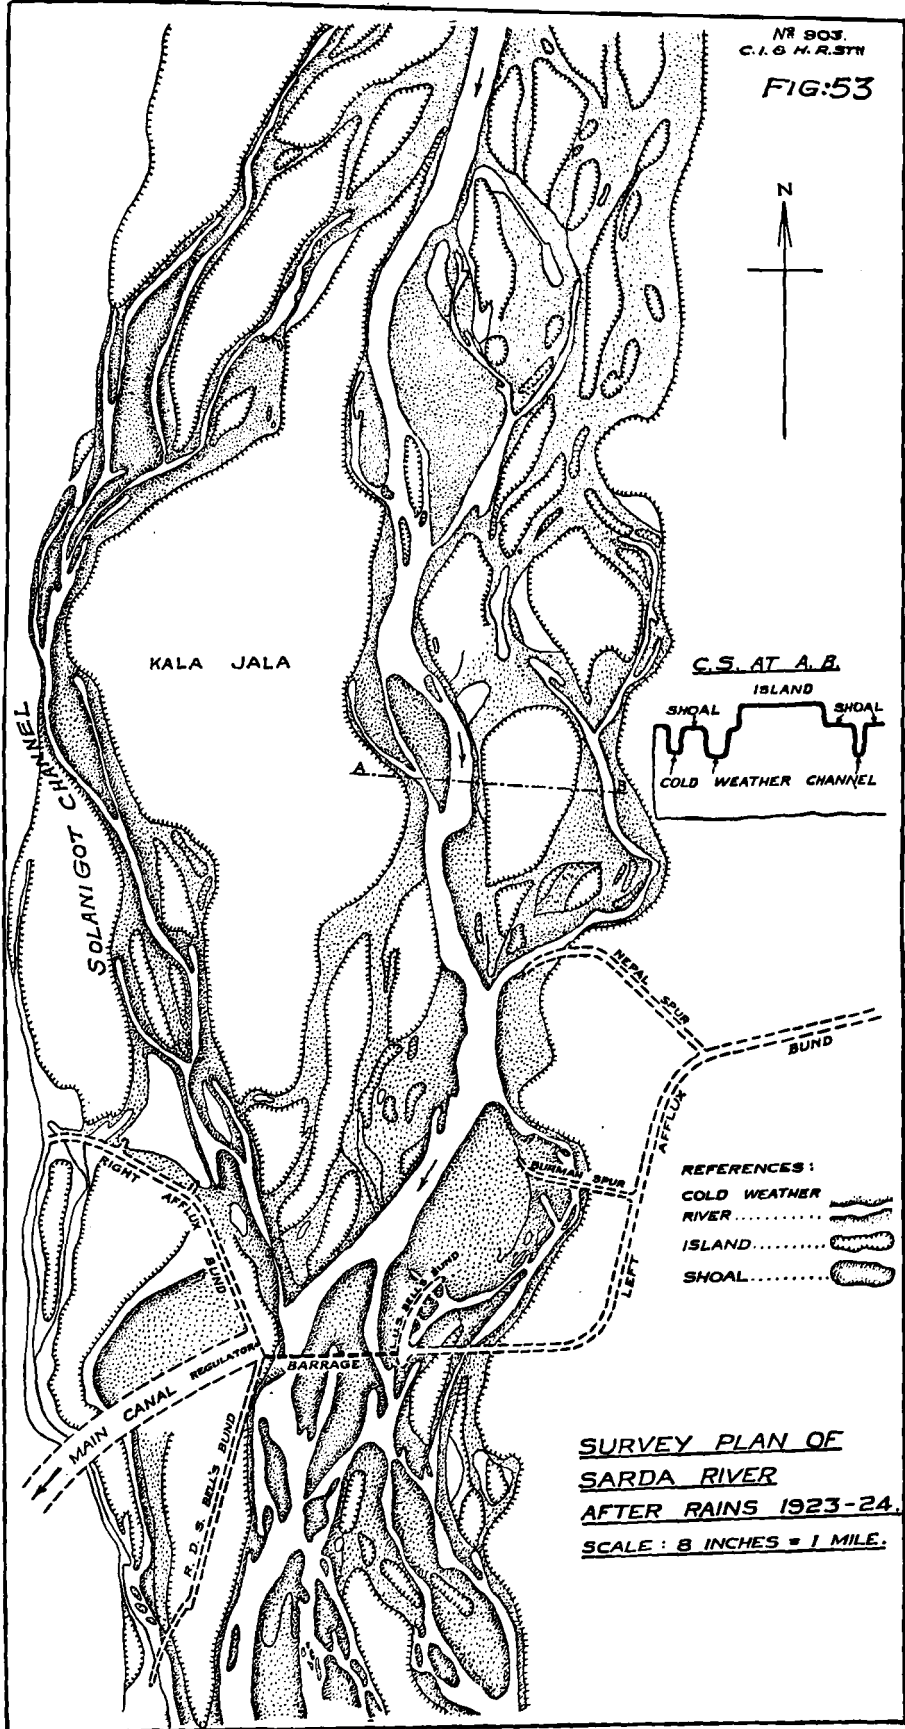 Nº 903.
C.I. & H.R.STN
FIG:53
N
KALA JALA
C.S. AT A.B.
ISLAND
SHOAL
SHOAL
COLD WEATHER CHANNEL
SOLANIGOT CHANNEL
A
B
NEPAL SPUR
BUND
AFFLUX
LEFT
BURMAN SPUR
RIGHT AFFLUX BUND
L.D.S. BELL'S BUND
REFERENCES:
COLD WEATHER
RIVER..........
ISLAND..........
SHOAL..........
REGULATOR
BARRAGE
MAIN CANAL
R.D.S. BELL'S BUND
SURVEY PLAN OF
SARDA RIVER
AFTER RAINS 1923-24.
SCALE: 8 INCHES = 1 MILE.